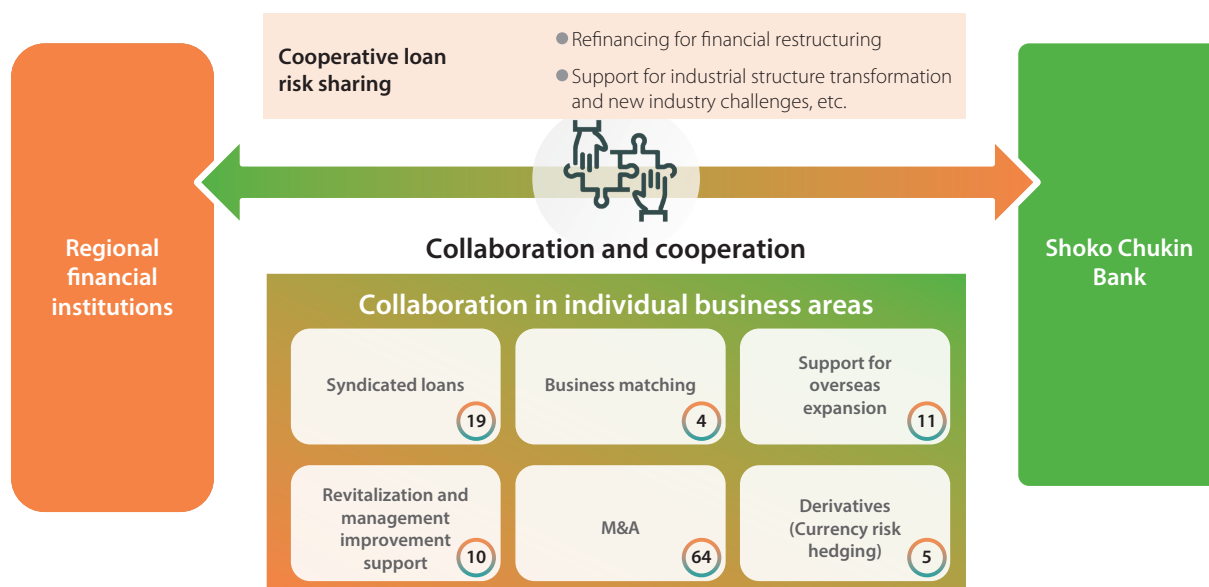 Cooperative loan
risk sharing
Refinancing for financial restructuring
Support for industrial structure transformation
and new industry challenges, etc.
Regional
financial
institutions
Shoko Chukin
Bank
Collaboration and cooperation
Collaboration in individual business areas
Syndicated loans
19
Business matching
4
Support for
overseas
expansion
11
Revitalization and
management
improvement
support
10
M&A
64
Derivatives
(Currency risk
hedging)
5